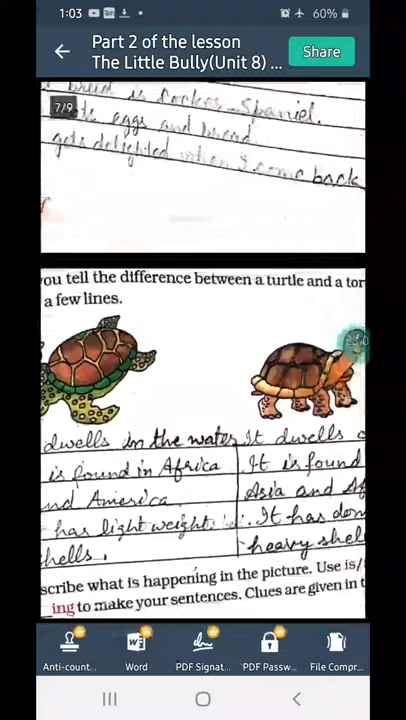 1:03 60%
Part 2 of the lesson
The Little Bully(Unit 8) ...
Share
7/9
bread is Cocker Spaniel.
eggs and bread.
gets delighted when I come back
ou tell the difference between a turtle and a tor
a few lines.
dwells in the water
is found in Africa
nd America.
has light weight
hells.
It dwells o
It is found
Asia and Af
It has dom
heavy shel
scribe what is happening in the picture. Use is/
ing to make your sentences. Clues are given in t
Anti-count...
Word
PDF Signat...
PDF Passw...
File Compr...